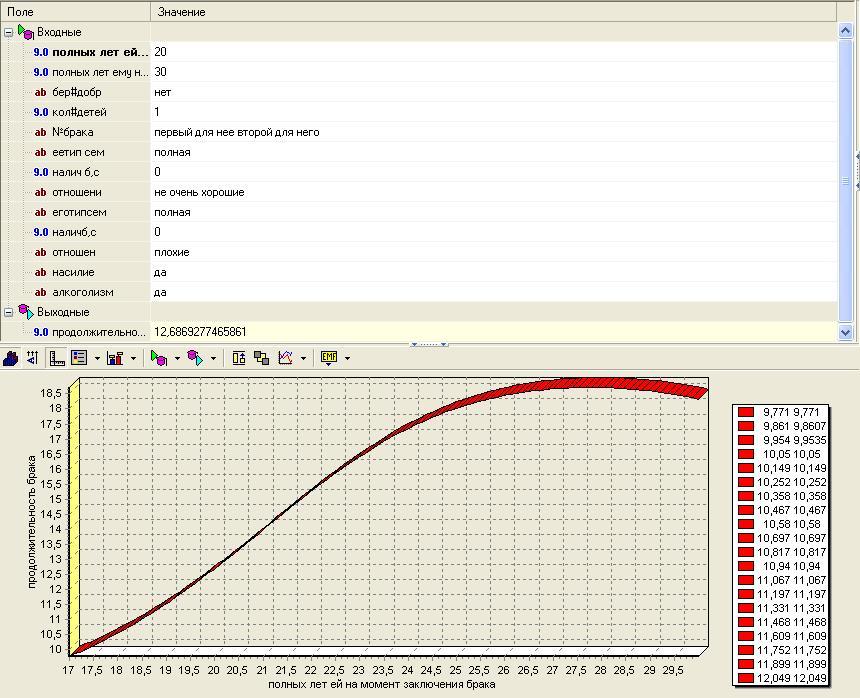 Поле Значение
Входные
9.0 полных лет ей... 20
9.0 полных лет ему н... 30
ab бер#добр нет
9.0 кол#детей 1
ab №брака первый для нее второй для него
ab еетип сем полная
9.0 налич б,с 0
ab отношени не очень хорошие
ab еготипсем полная
9.0 наличб,с 0
ab отношен плохие
ab насилие да
ab алкоголизм да
Выходные
9.0 продолжительно... 12,6869277465861
EMF
продолжительность брака
18,5
18
17,5
17
16,5
16
15,5
15
14,5
14
13,5
13
12,5
12
11,5
11
10,5
10
17 17,5 18 18,5 19 19,5 20 20,5 21 21,5 22 22,5 23 23,5 24 24,5 25 25,5 26 26,5 27 27,5 28 28,5 29 29,5
полных лет ей на момент заключения брака
9,771 9,771
9,861 9,8607
9,954 9,9535
10,05 10,05
10,149 10,149
10,252 10,252
10,358 10,358
10,467 10,467
10,58 10,58
10,697 10,697
10,817 10,817
10,94 10,94
11,067 11,067
11,197 11,197
11,331 11,331
11,468 11,468
11,609 11,609
11,752 11,752
11,899 11,899
12,049 12,049